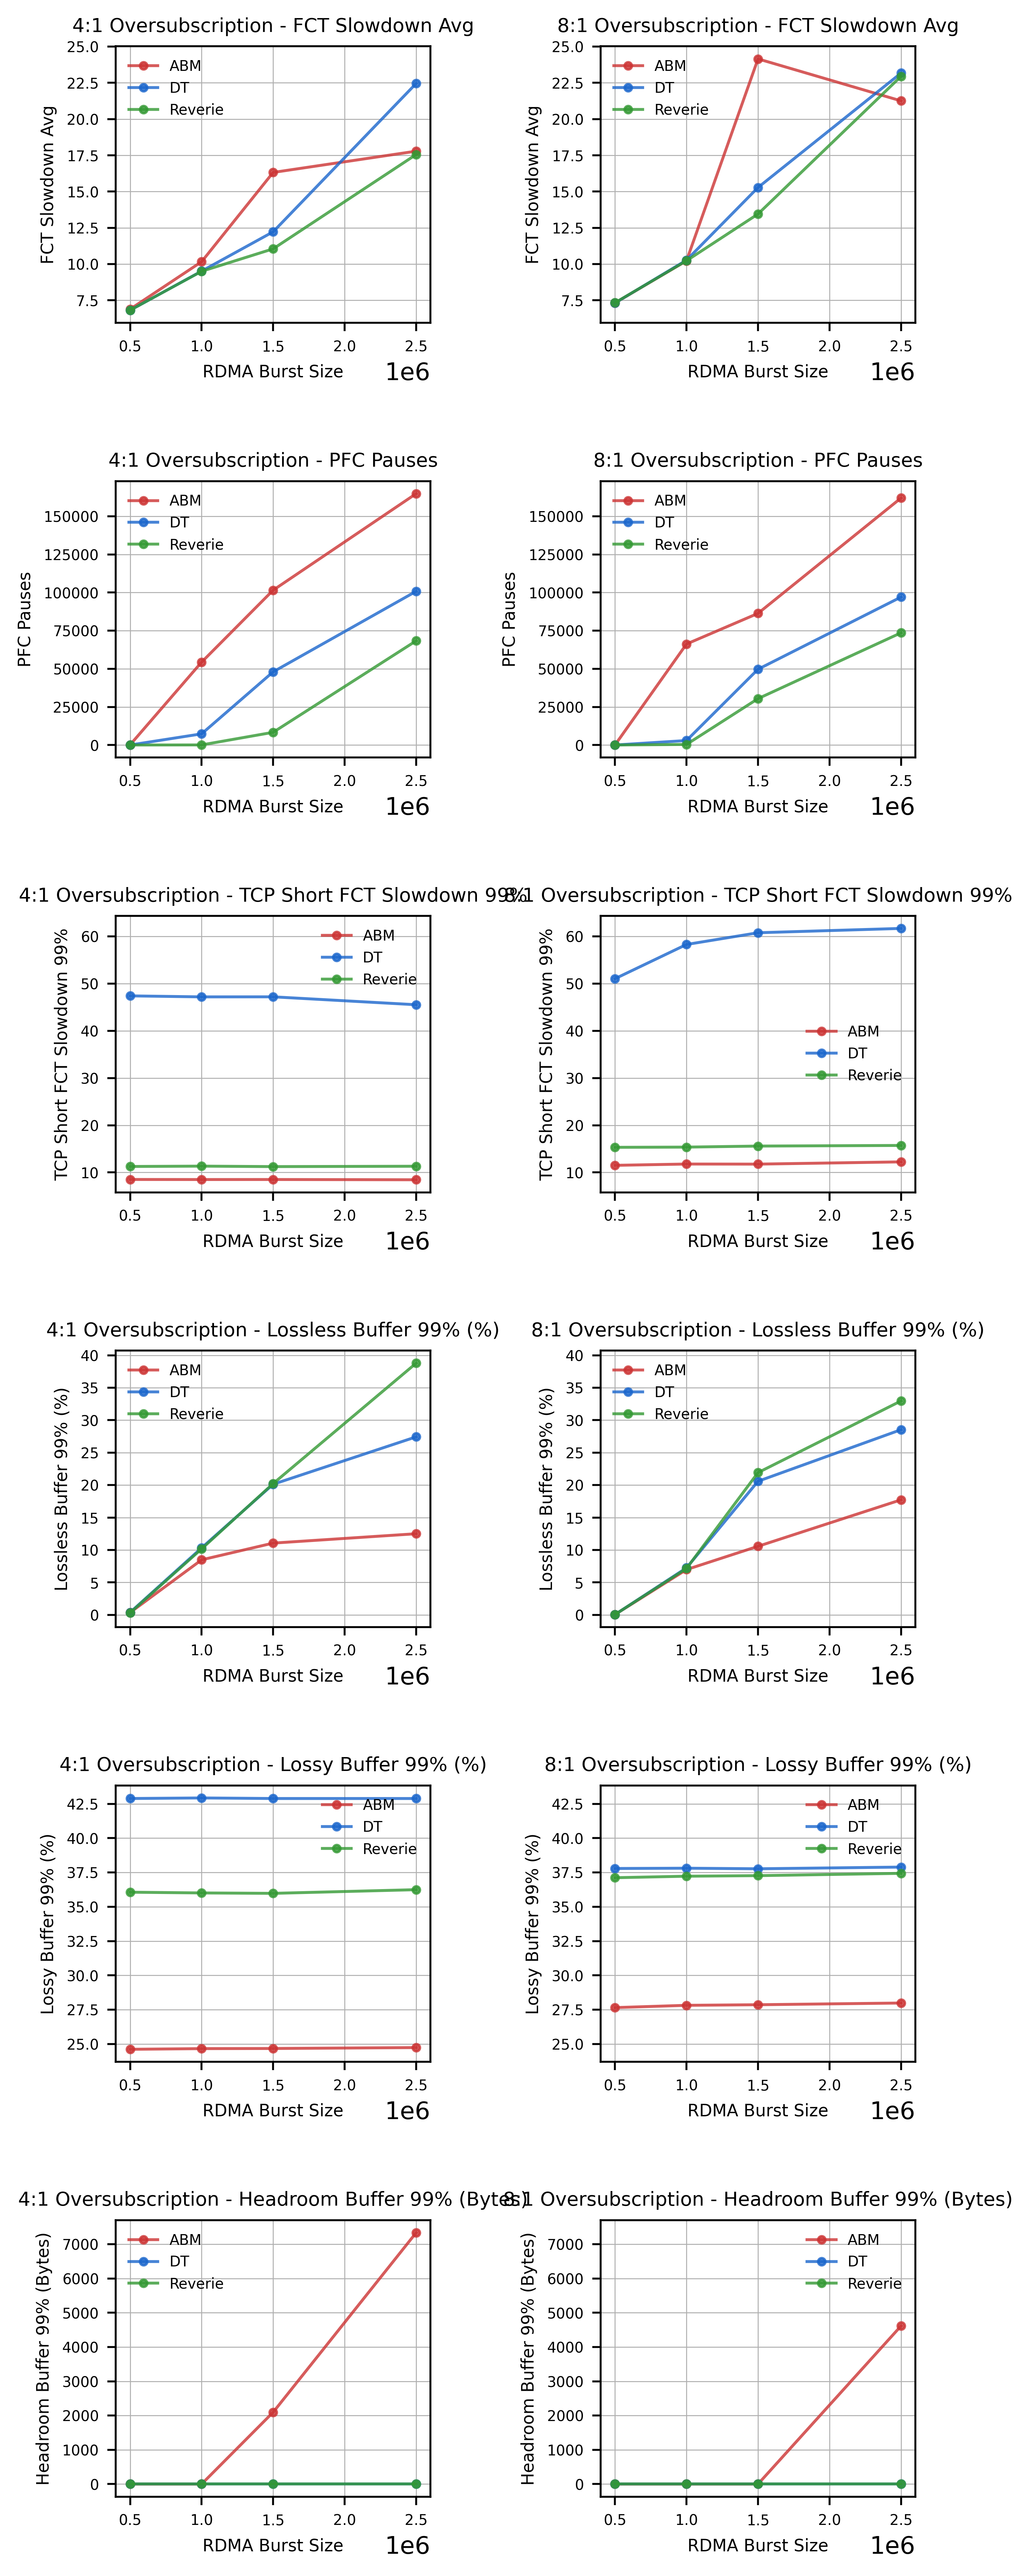 4:1 Oversubscription - FCT Slowdown Avg
FCT Slowdown Avg
25.0
22.5
20.0
17.5
15.0
12.5
10.0
7.5
ABM
DT
Reverie
0.5 1.0 1.5 2.0 2.5
RDMA Burst Size
1e6
8:1 Oversubscription - FCT Slowdown Avg
FCT Slowdown Avg
25.0
22.5
20.0
17.5
15.0
12.5
10.0
7.5
ABM
DT
Reverie
0.5 1.0 1.5 2.0 2.5
RDMA Burst Size
1e6
4:1 Oversubscription - PFC Pauses
PFC Pauses
150000
125000
100000
75000
50000
25000
0
ABM
DT
Reverie
0.5 1.0 1.5 2.0 2.5
RDMA Burst Size
1e6
8:1 Oversubscription - PFC Pauses
PFC Pauses
150000
125000
100000
75000
50000
25000
0
ABM
DT
Reverie
0.5 1.0 1.5 2.0 2.5
RDMA Burst Size
1e6
4:1 Oversubscription - TCP Short FCT Slowdown 99%
TCP Short FCT Slowdown 99%
60
50
40
30
20
10
ABM
DT
Reverie
0.5 1.0 1.5 2.0 2.5
RDMA Burst Size
1e6
8:1 Oversubscription - TCP Short FCT Slowdown 99%
TCP Short FCT Slowdown 99%
60
50
40
30
20
10
ABM
DT
Reverie
0.5 1.0 1.5 2.0 2.5
RDMA Burst Size
1e6
4:1 Oversubscription - Lossless Buffer 99% (%)
Lossless Buffer 99% (%)
40
35
30
25
20
15
10
5
0
ABM
DT
Reverie
0.5 1.0 1.5 2.0 2.5
RDMA Burst Size
1e6
8:1 Oversubscription - Lossless Buffer 99% (%)
Lossless Buffer 99% (%)
40
35
30
25
20
15
10
5
0
ABM
DT
Reverie
0.5 1.0 1.5 2.0 2.5
RDMA Burst Size
1e6
4:1 Oversubscription - Lossy Buffer 99% (%)
Lossy Buffer 99% (%)
42.5
40.0
37.5
35.0
32.5
30.0
27.5
25.0
ABM
DT
Reverie
0.5 1.0 1.5 2.0 2.5
RDMA Burst Size
1e6
8:1 Oversubscription - Lossy Buffer 99% (%)
Lossy Buffer 99% (%)
42.5
40.0
37.5
35.0
32.5
30.0
27.5
25.0
ABM
DT
Reverie
0.5 1.0 1.5 2.0 2.5
RDMA Burst Size
1e6
4:1 Oversubscription - Headroom Buffer 99% (Bytes)
Headroom Buffer 99% (Bytes)
7000
6000
5000
4000
3000
2000
1000
0
ABM
DT
Reverie
0.5 1.0 1.5 2.0 2.5
RDMA Burst Size
1e6
8:1 Oversubscription - Headroom Buffer 99% (Bytes)
Headroom Buffer 99% (Bytes)
7000
6000
5000
4000
3000
2000
1000
0
ABM
DT
Reverie
0.5 1.0 1.5 2.0 2.5
RDMA Burst Size
1e6